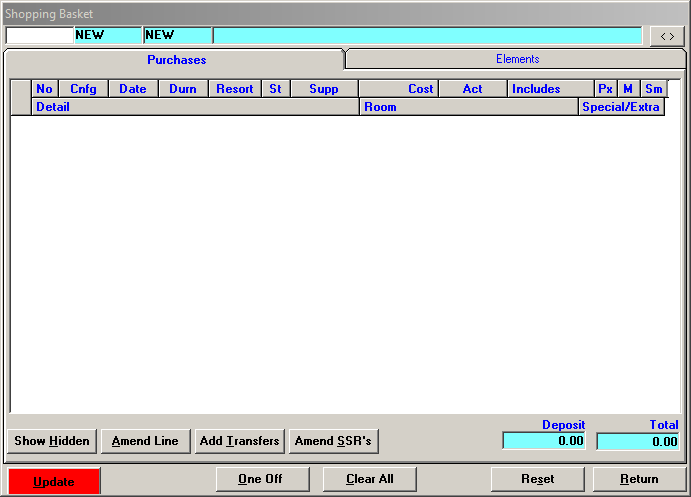 Shopping Basket
NEW NEW < >
Purchases Elements
No Cnfg Date Durn Resort St Supp Cost Act Includes Px M Sm
Detail Room Special/Extra
Deposit Total
Show Hidden Amend Line Add Transfers Amend SSR's 0.00 0.00
Update One Off Clear All Reset Return